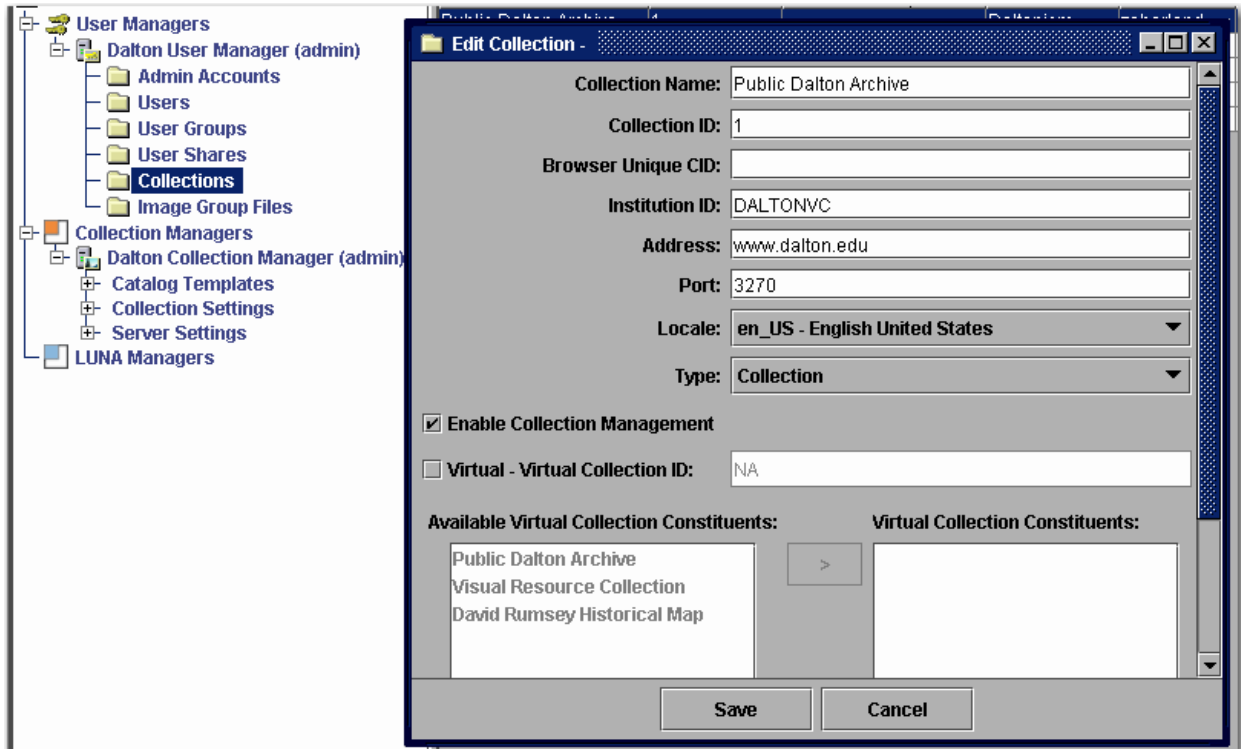 User Managers
Dalton User Manager (admin)
Admin Accounts
Users
User Groups
User Shares
Collections
Image Group Files
Collection Managers
Dalton Collection Manager (admin)
Catalog Templates
Collection Settings
Server Settings
LUNA Managers
Public Dalton Archive 1
Edit Collection -
Collection Name: Public Dalton Archive
Collection ID: 1
Browser Unique CID:
Institution ID: DALTONVC
Address: www.dalton.edu
Port: 3270
Locale: en_US - English United States
Type: Collection
Enable Collection Management
Virtual - Virtual Collection ID: NA
Available Virtual Collection Constituents: Virtual Collection Constituents:
Public Dalton Archive
Visual Resource Collection
David Rumsey Historical Map
>
Save Cancel